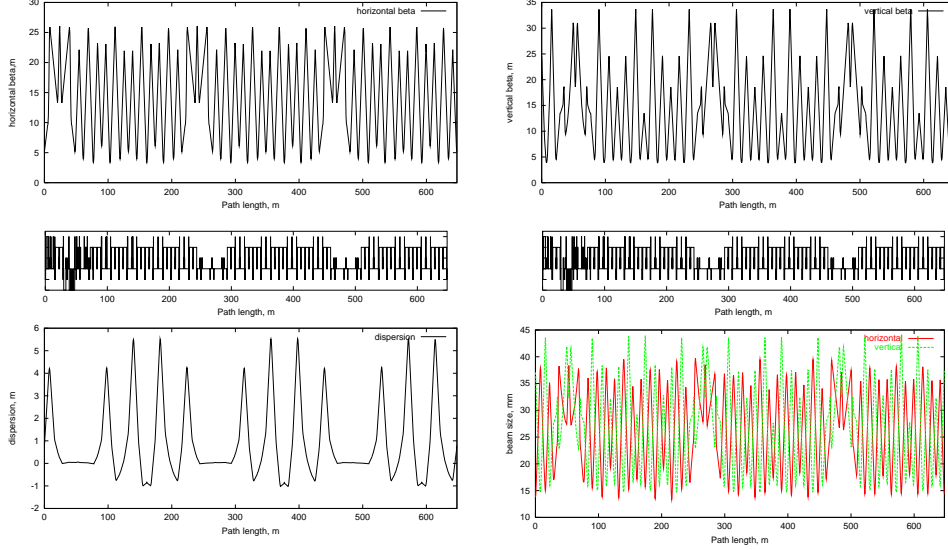 30
25
20
15
10
5
0
horizontal beta,m
horizontal beta
0 100 200 300 400 500 600
Path length, m
35
30
25
20
15
10
5
0
vertical beta, m
vertical beta
0 100 200 300 400 500 600
Path length, m
0 100 200 300 400 500 600
Path length, m
0 100 200 300 400 500 600
Path length, m
6
5
4
3
2
1
0
-1
-2
dispersion, m
dispersion
0 100 200 300 400 500 600
Path length, m
45
40
35
30
25
20
15
10
beam size, mm
horizontal
vertical
0 100 200 300 400 500 600
Path length, m